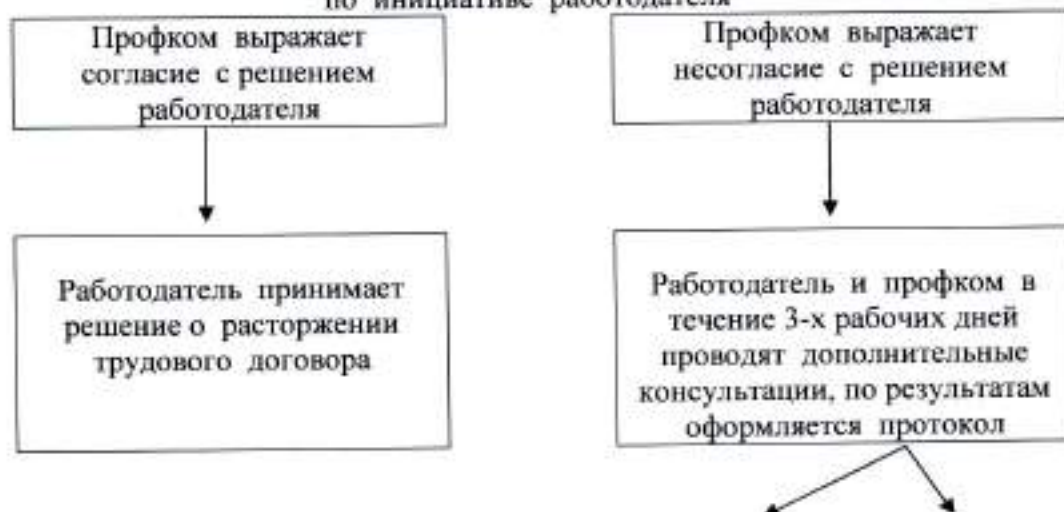 по инициативе работодателя
Профком выражает
согласие с решением
работодателя
Профком выражает
несогласие с решением
работодателя
Работодатель принимает
решение о расторжении
трудового договора
Работодатель и профком в
течение 3-х рабочих дней
проводят дополнительные
консультации, по результатам
оформляется протокол